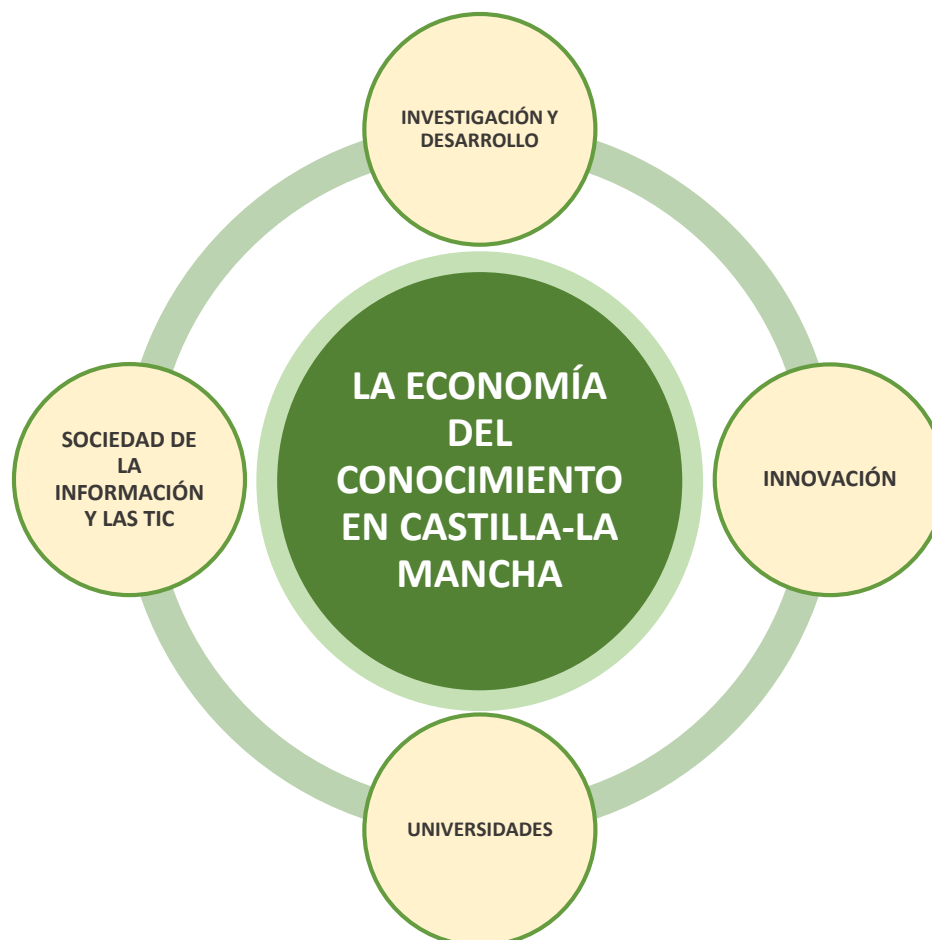 INVESTIGACIÓN Y
DESARROLLO
LA ECONOMÍA
DEL
CONOCIMIENTO
EN CASTILLA-LA
MANCHA
SOCIEDAD DE
LA
INFORMACIÓN
Y LAS TIC
INNOVACIÓN
UNIVERSIDADES